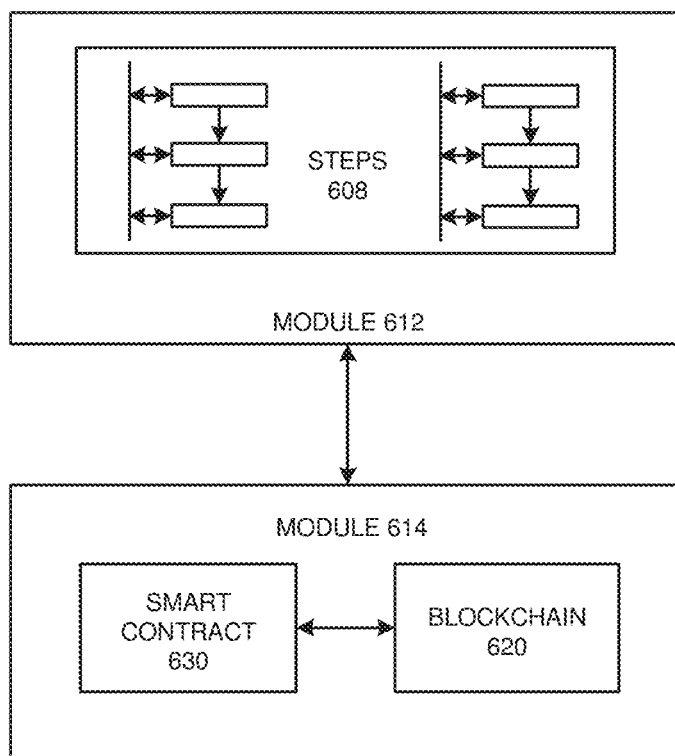 STEPS
608
MODULE 612
MODULE 614
SMART
CONTRACT
630
BLOCKCHAIN
620